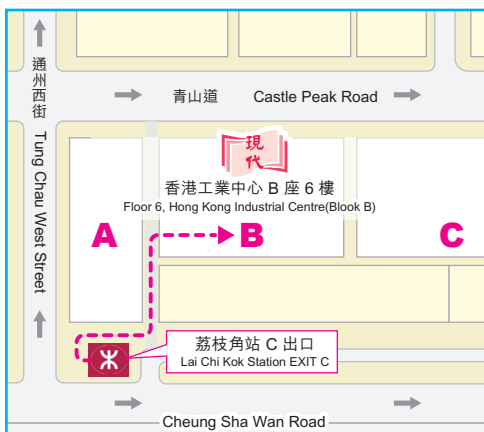 通州西街 Tung Chau West Street
青山道 Castle Peak Road
現
代
香港工業中心 B 座 6 樓
Floor 6, Hong Kong Industrial Centre(Blook B)
A
B
C
荔枝角站 C 出口
Lai Chi Kok Station EXIT C
Cheung Sha Wan Road